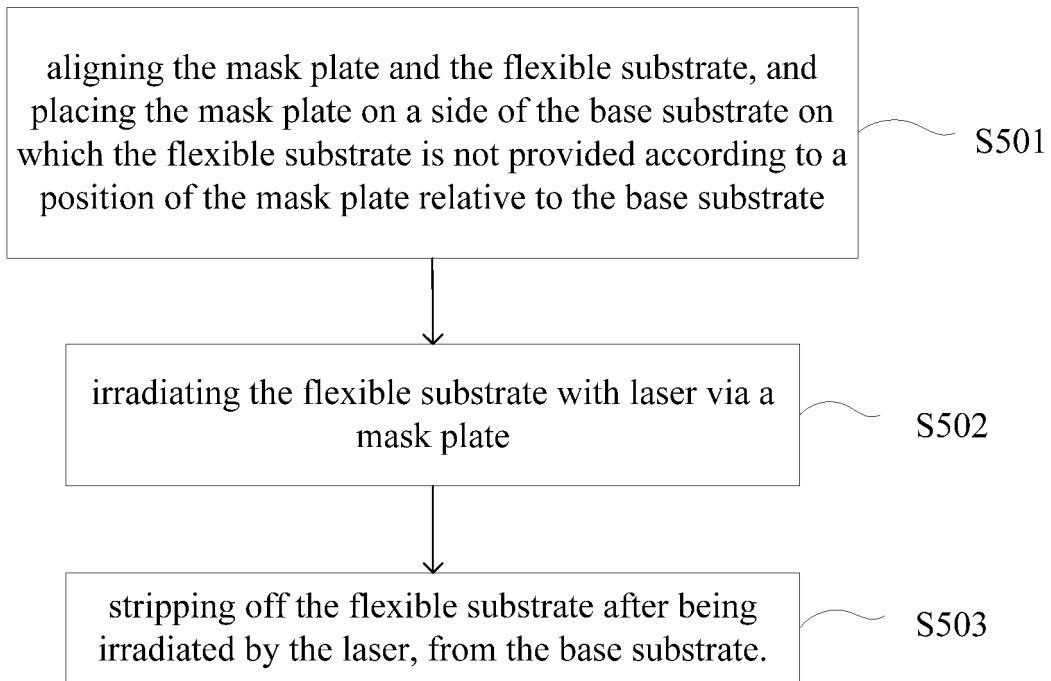 aligning the mask plate and the flexible substrate, and
placing the mask plate on a side of the base substrate on
which the flexible substrate is not provided according to a
position of the mask plate relative to the base substrate
S501
irradiating the flexible substrate with laser via a
mask plate
S502
stripping off the flexible substrate after being
irradiated by the laser, from the base substrate.
S503